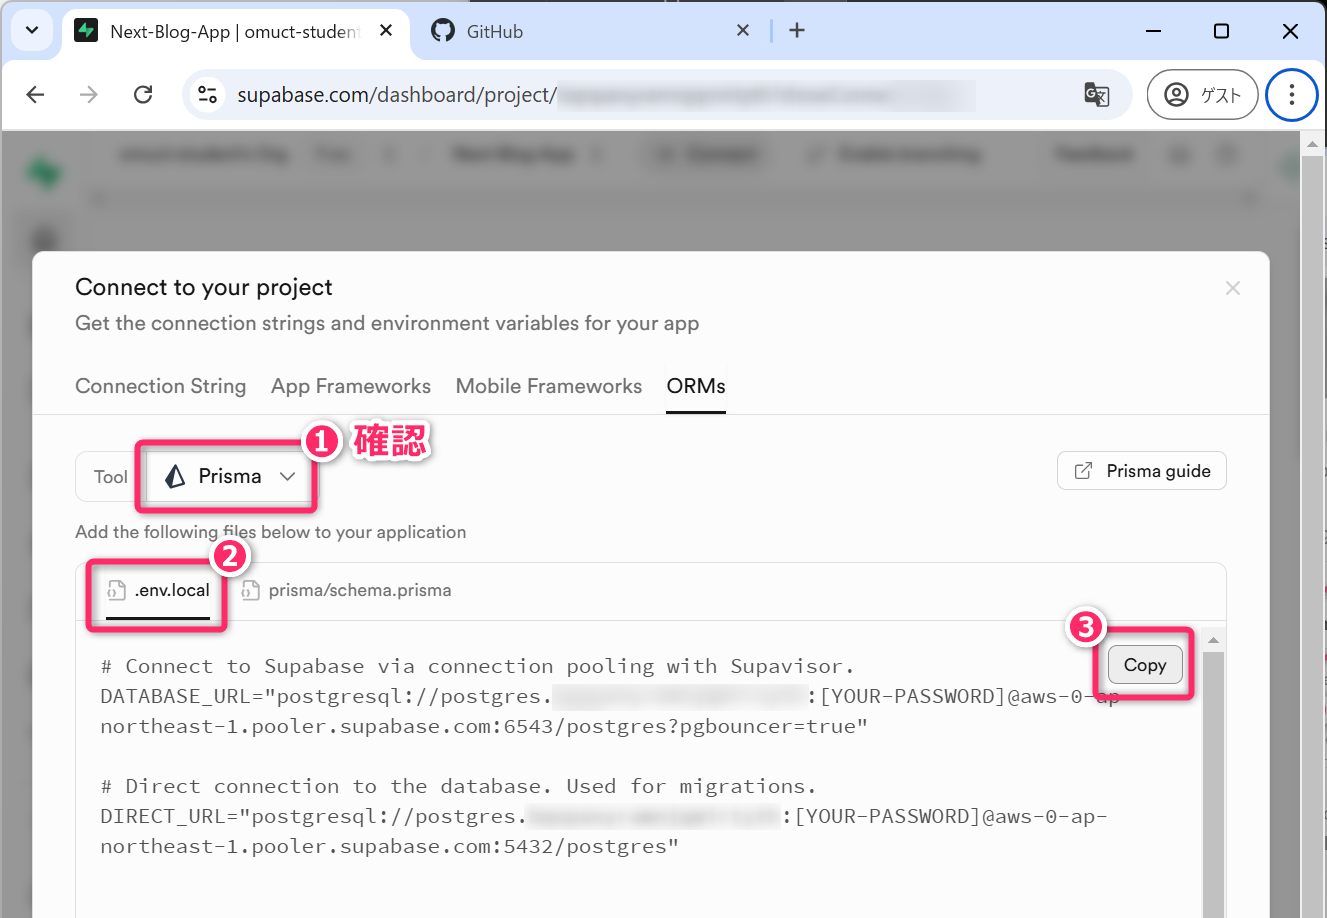 Next-Blog-App | omuct-student
GitHub
supabase.com/dashboard/project/
ゲスト
Connect to your project
Get the connection strings and environment variables for your app
Connection String App Frameworks Mobile Frameworks ORMs
1 確認
Tool Prisma
Prisma guide
Add the following files below to your application
2
.env.local prisma/schema.prisma
3
Copy
# Connect to Supabase via connection pooling with Supavisor.
DATABASE_URL="postgresql://postgres. :[YOUR-PASSWORD]@aws-0-ap-
northeast-1.pooler.supabase.com:6543/postgres?pgbouncer=true"
# Direct connection to the database. Used for migrations.
DIRECT_URL="postgresql://postgres. :[YOUR-PASSWORD]@aws-0-ap-
northeast-1.pooler.supabase.com:5432/postgres"